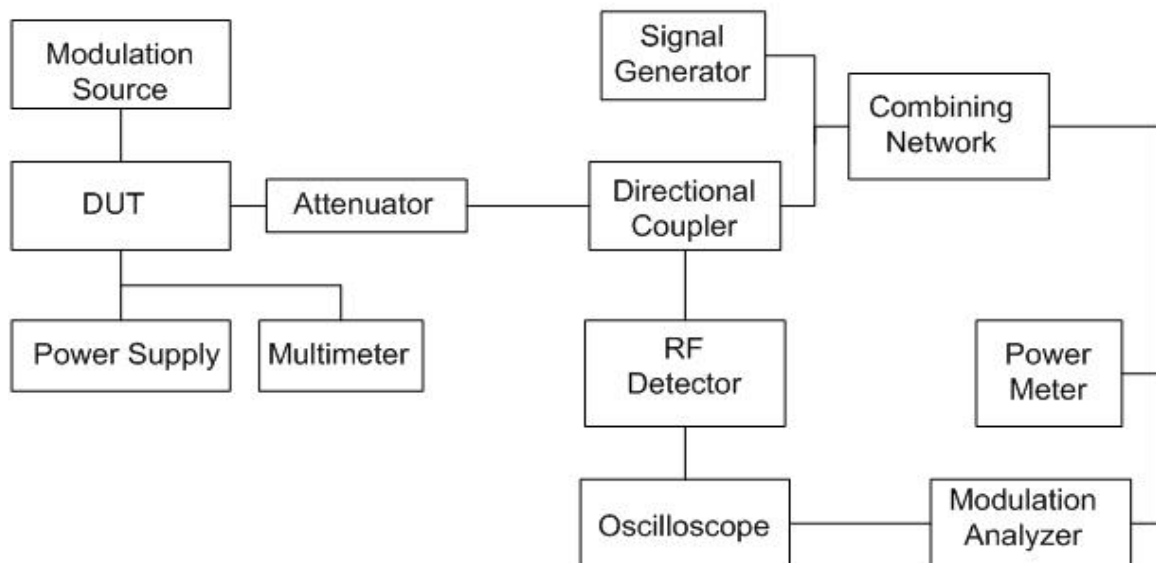 Modulation
Source
Signal
Generator
Combining
Network
DUT
Attenuator
Directional
Coupler
Power Supply
Multimeter
RF
Detector
Power
Meter
Oscilloscope
Modulation
Analyzer